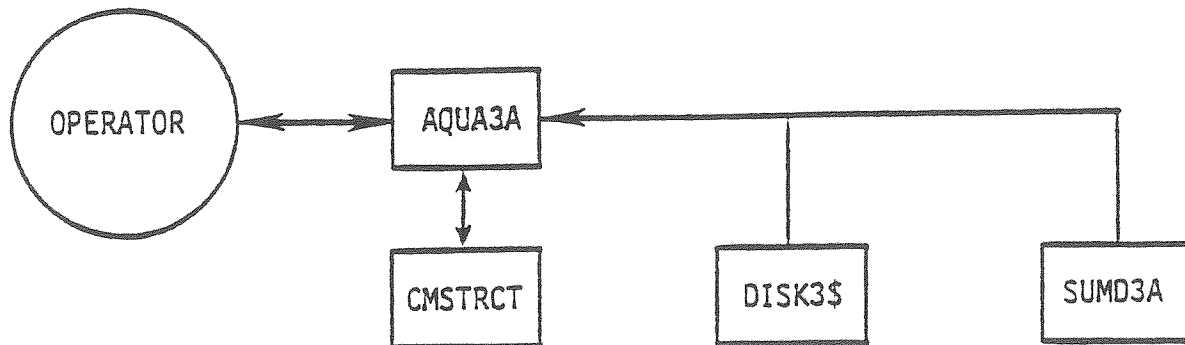 OPERATOR
AQUA3A
CMSTRCT
DISK3$
SUMD3A